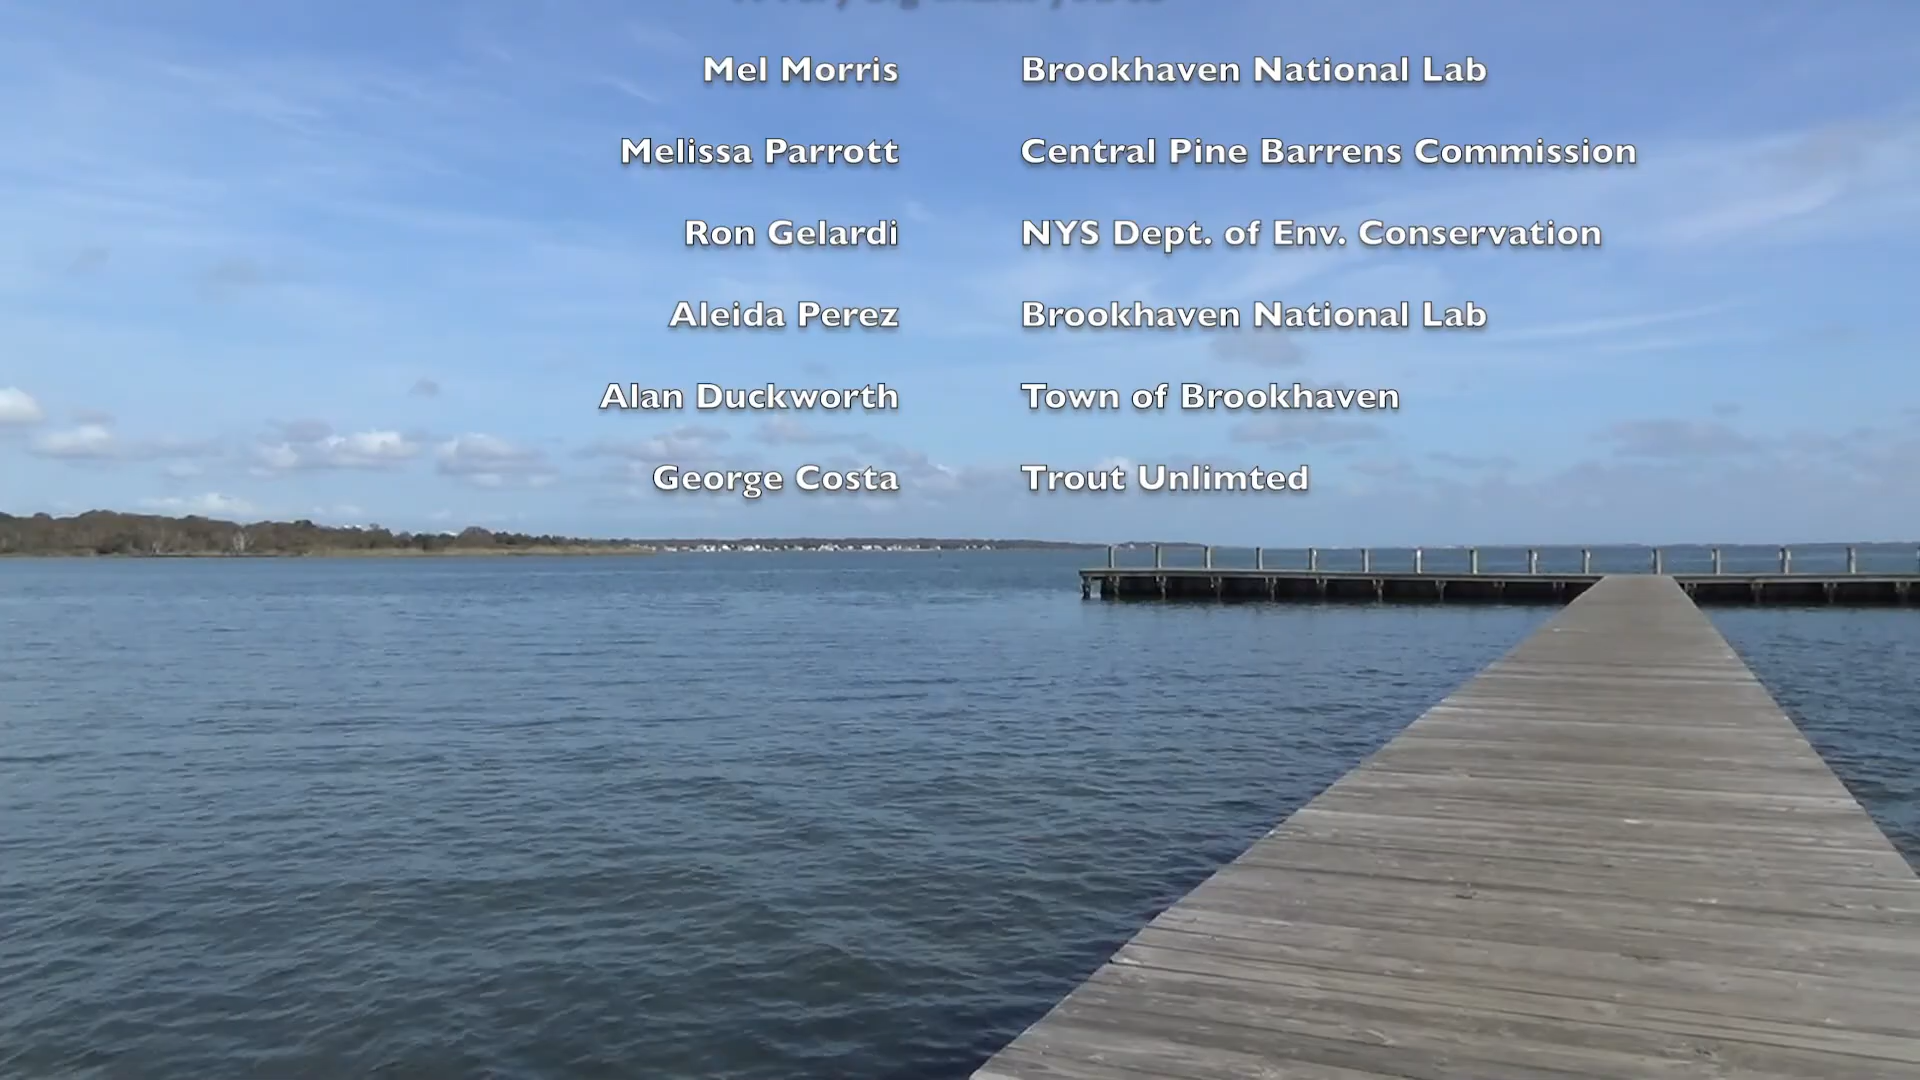 Mel Morris Brookhaven National Lab
Melissa Parrott Central Pine Barrens Commission
Ron Gelardi NYS Dept. of Env. Conservation
Aleida Perez Brookhaven National Lab
Alan Duckworth Town of Brookhaven
George Costa Trout Unlimted